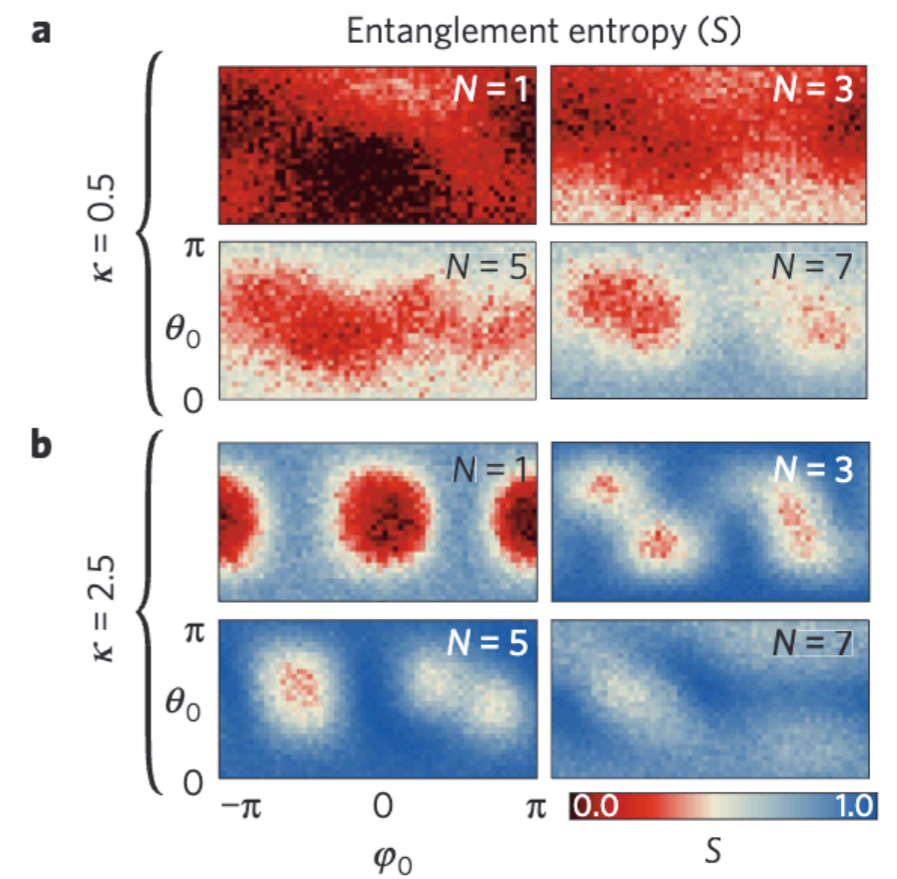 a
Entanglement entropy (S)
κ = 0.5
N = 1
N = 3
π
θ0
0
N = 5
N = 7
b
κ = 2.5
N = 1
N = 3
π
θ0
0
N = 5
N = 7
−π 0 π
φ0
0.0 1.0
S